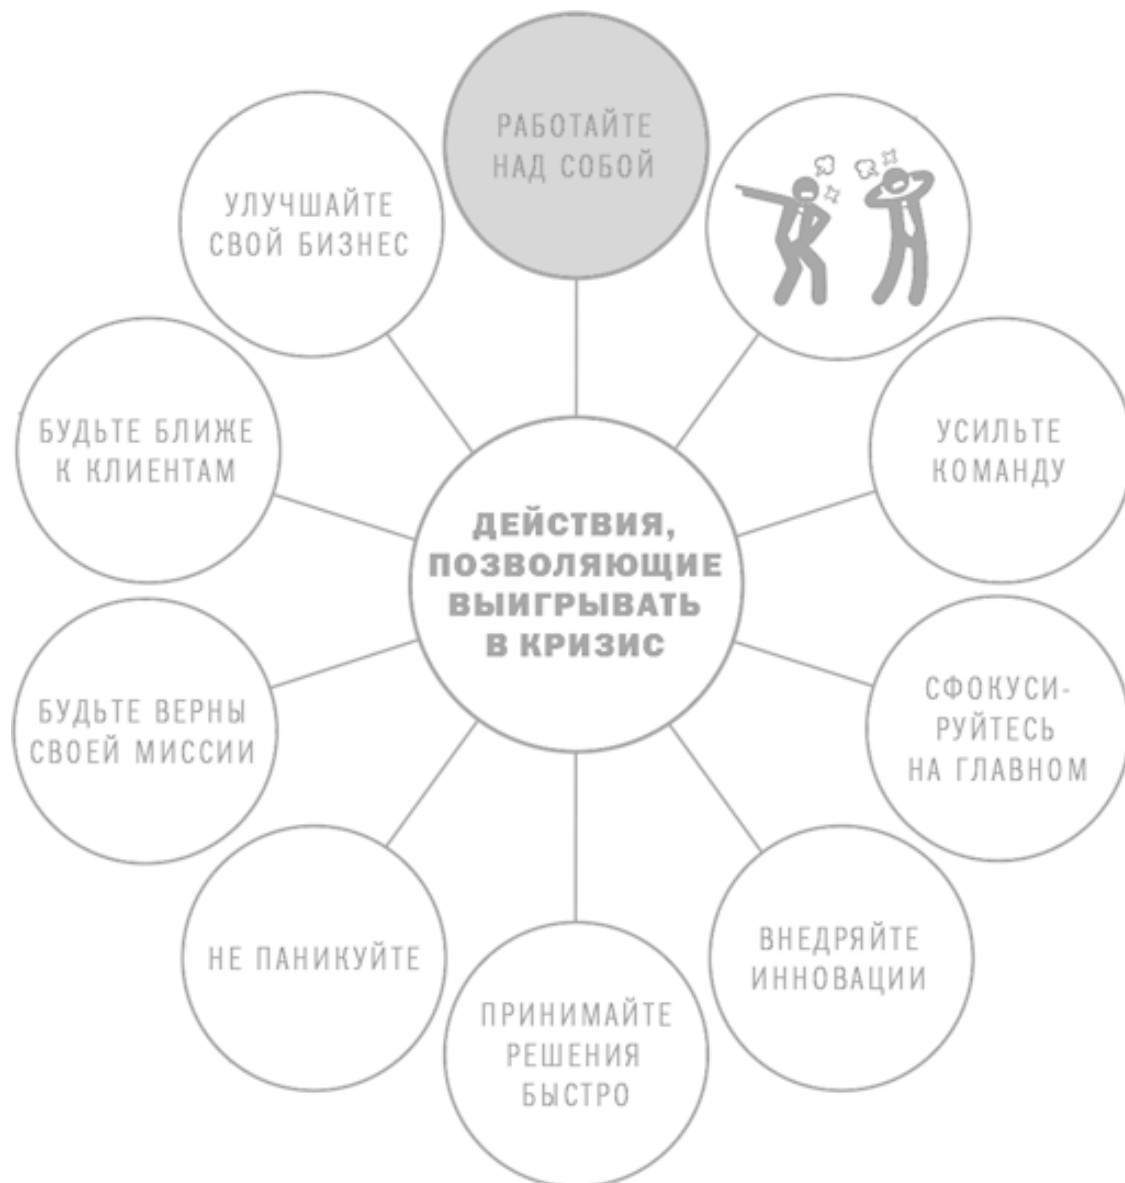 РАБОТАЙТЕ
НАД СОБОЙ
УЛУЧШАЙТЕ
СВОЙ БИЗНЕС
БУДЬТЕ БЛИЖЕ
К КЛИЕНТАМ
УСИЛЬТЕ
КОМАНДУ
ДЕЙСТВИЯ,
ПОЗВОЛЯЮЩИЕ
ВЫИГРЫВАТЬ
В КРИЗИС
БУДЬТЕ ВЕРНЫ
СВОЕЙ МИССИИ
СФОКУСИ-
РУЙТЕСЬ
НА ГЛАВНОМ
НЕ ПАНИКУЙТЕ
ВНЕДРЯЙТЕ
ИННОВАЦИИ
ПРИНИМАЙТЕ
РЕШЕНИЯ
БЫСТРО